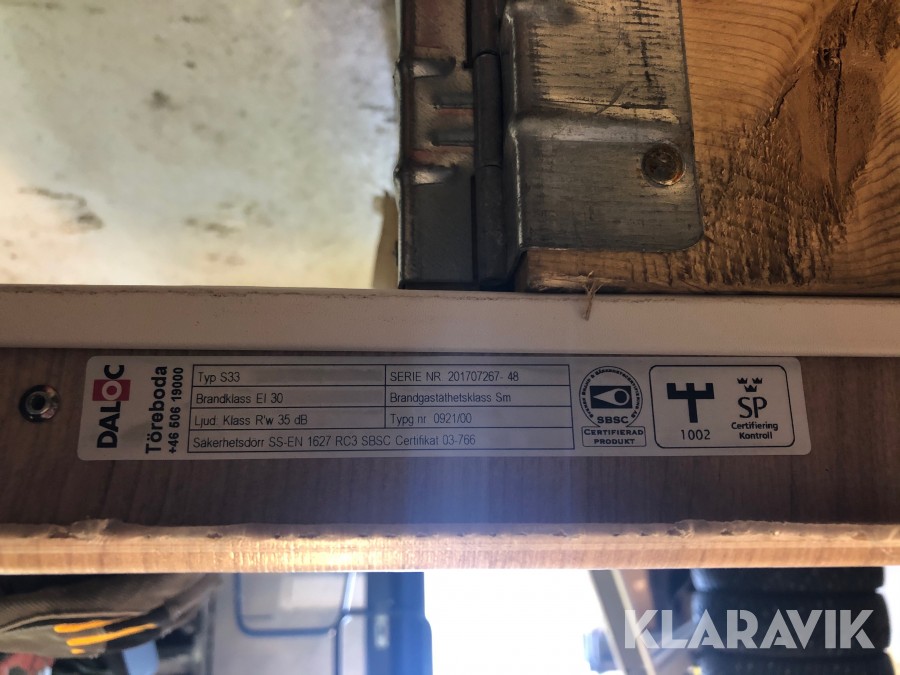 KLARAVIK
DALOC
Töreboda
+46 506 19000
Typ S33
SERIE NR. 201707267- 48
Brandklass EI 30
Brandgastäthetsklass Sm
Ljud. Klass R'w 35 dB
Typg nr 0921/00
Säkerhetsdörr SS-EN 1627 RC3 SBSC Certifikat 03-766
SBSC
CERTIFIERAD
PRODUKT
1002
SP
Certifiering
Kontroll
KLARAVIK